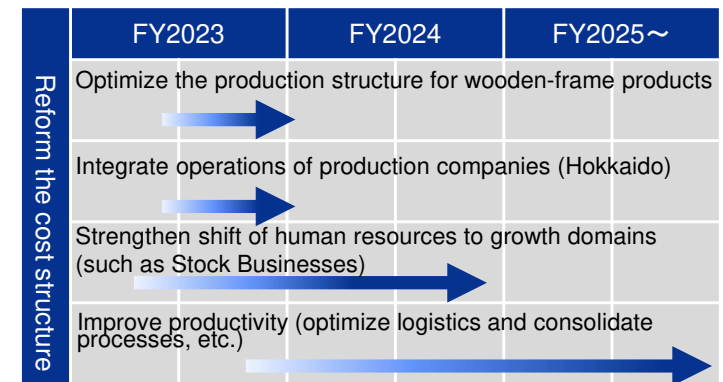 FY2023
FY2024
FY2025～
Reform the cost structure
Optimize the production structure for wooden-frame products
Integrate operations of production companies (Hokkaido)
Strengthen shift of human resources to growth domains
(such as Stock Businesses)
Improve productivity (optimize logistics and consolidate
processes, etc.)